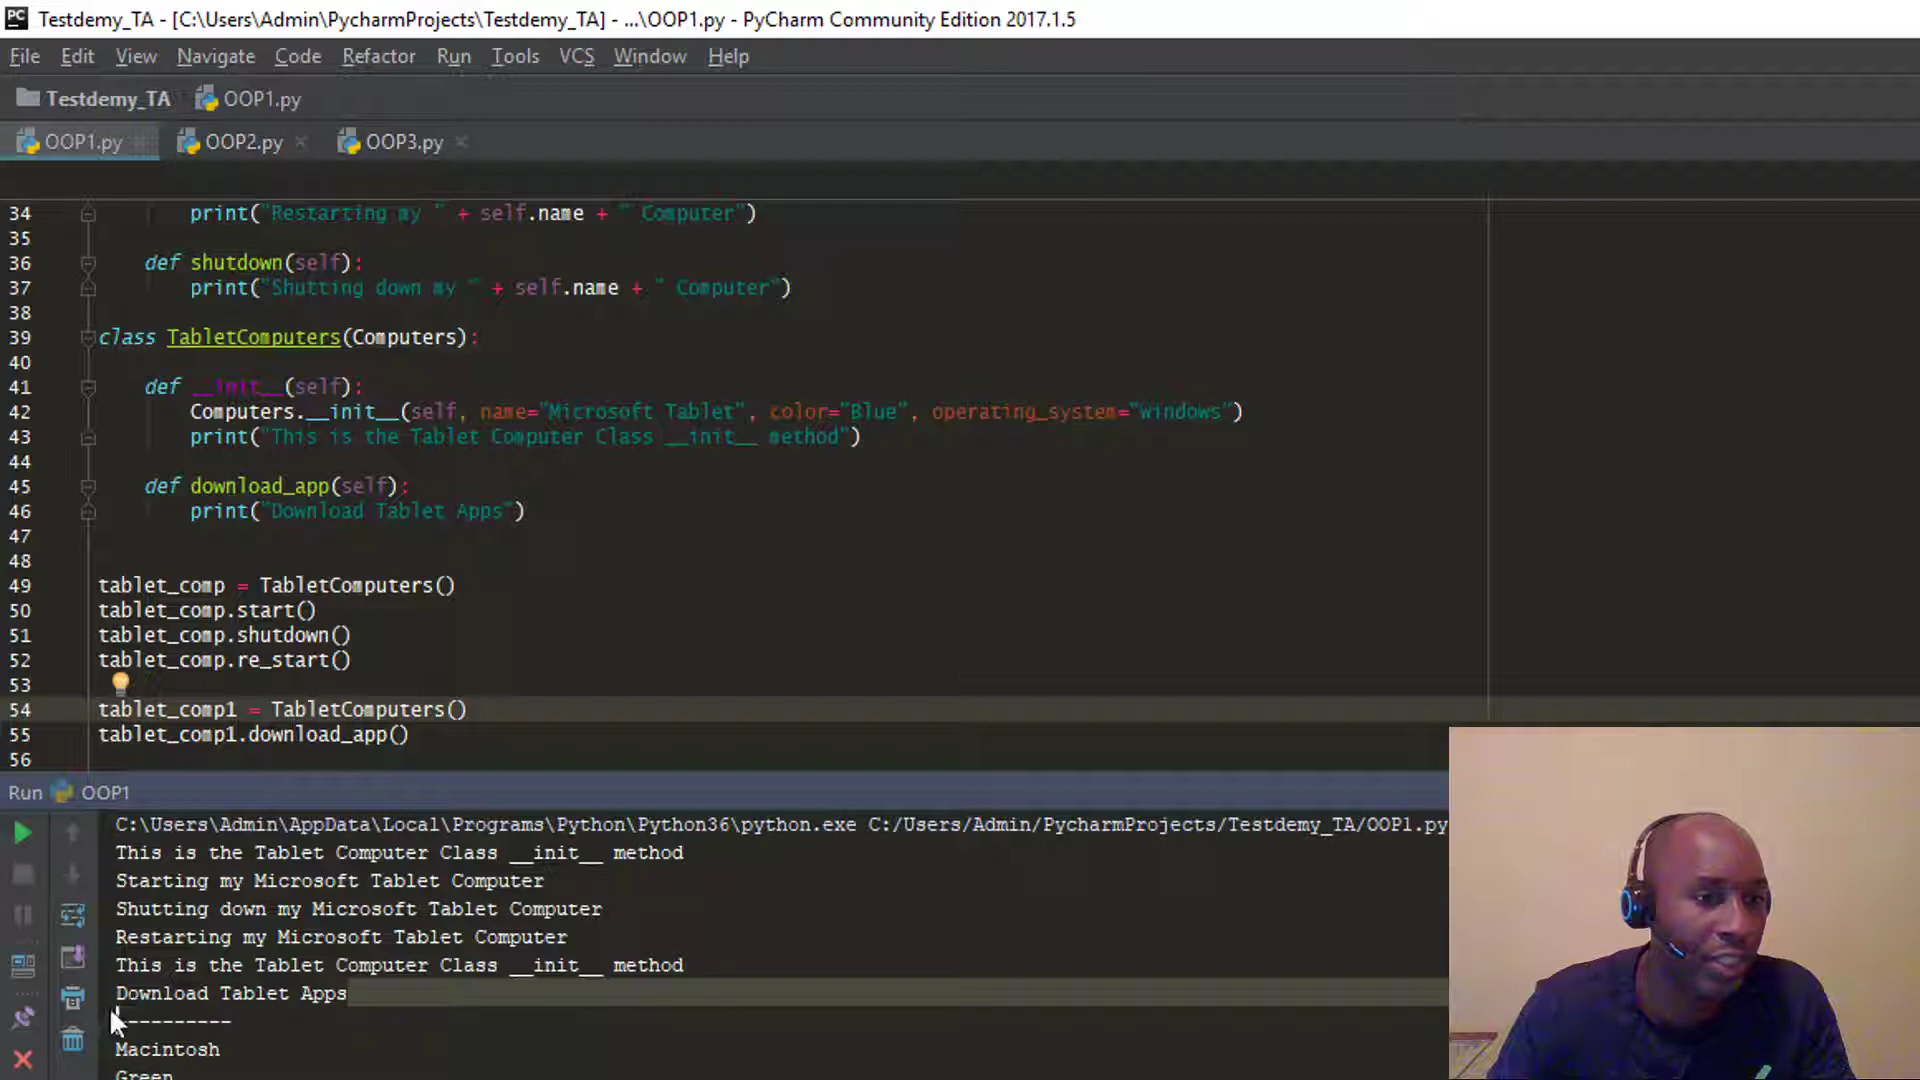 PC Testdemy_TA - [C:\Users\Admin\PycharmProjects\Testdemy_TA] - ...\OOP1.py - PyCharm Community Edition 2017.1.5
File Edit View Navigate Code Refactor Run Tools VCS Window Help
Testdemy_TA OOP1.py
OOP1.py OOP2.py OOP3.py
34 print("Restarting my " + self.name + " Computer")
35
36 def shutdown(self):
37 print("Shutting down my " + self.name + " Computer")
38
39 class TabletComputers(Computers):
40
41 def __init__(self):
42 Computers.__init__(self, name="Microsoft Tablet", color="Blue", operating_system="Windows")
43 print("This is the Tablet Computer Class __init__ method")
44
45 def download_app(self):
46 print("Download Tablet Apps")
47
48
49 tablet_comp = TabletComputers()
50 tablet_comp.start()
51 tablet_comp.shutdown()
52 tablet_comp.re_start()
53
54 tablet_comp1 = TabletComputers()
55 tablet_comp1.download_app()
56
Run OOP1
C:\Users\Admin\AppData\Local\Programs\Python\Python36\python.exe C:/Users/Admin/PycharmProjects/Testdemy_TA/OOP1.py
This is the Tablet Computer Class __init__ method
Starting my Microsoft Tablet Computer
Shutting down my Microsoft Tablet Computer
Restarting my Microsoft Tablet Computer
This is the Tablet Computer Class __init__ method
Download Tablet Apps
----------
Macintosh
Green